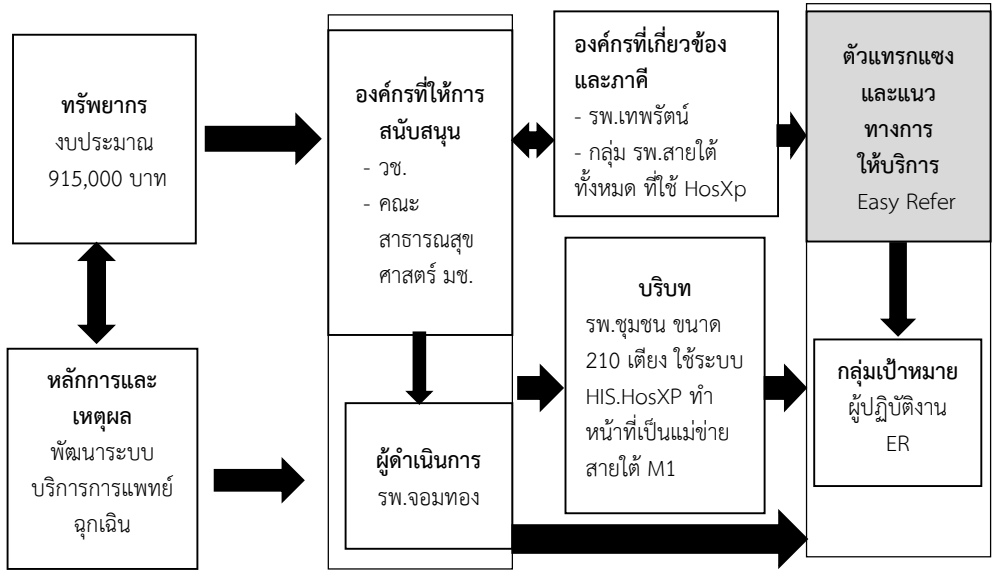 ทรัพยากร
งบประมาณ
915,000 บาท
หลักการและ
เหตุผล
พัฒนาระบบ
บริการการแพทย์
ฉุกเฉิน
องค์กรที่ให้การ
สนับสนุน
- วช.
- คณะ
สาธารณสุข
ศาสตร์ มช.
ผู้ดำเนินการ
รพ.จอมทอง
องค์กรที่เกี่ยวข้อง
และภาคี
- รพ.เทพรัตน์
- กลุ่ม รพ.สายใต้
ทั้งหมด ที่ใช้ HosXp
บริบท
รพ.ชุมชน ขนาด
210 เตียง ใช้ระบบ
HIS.HosXP ทำ
หน้าที่เป็นแม่ข่าย
สายใต้ M1
ตัวแทรกแซง
และแนว
ทางการ
ให้บริการ
Easy Refer
กลุ่มเป้าหมาย
ผู้ปฏิบัติงาน
ER